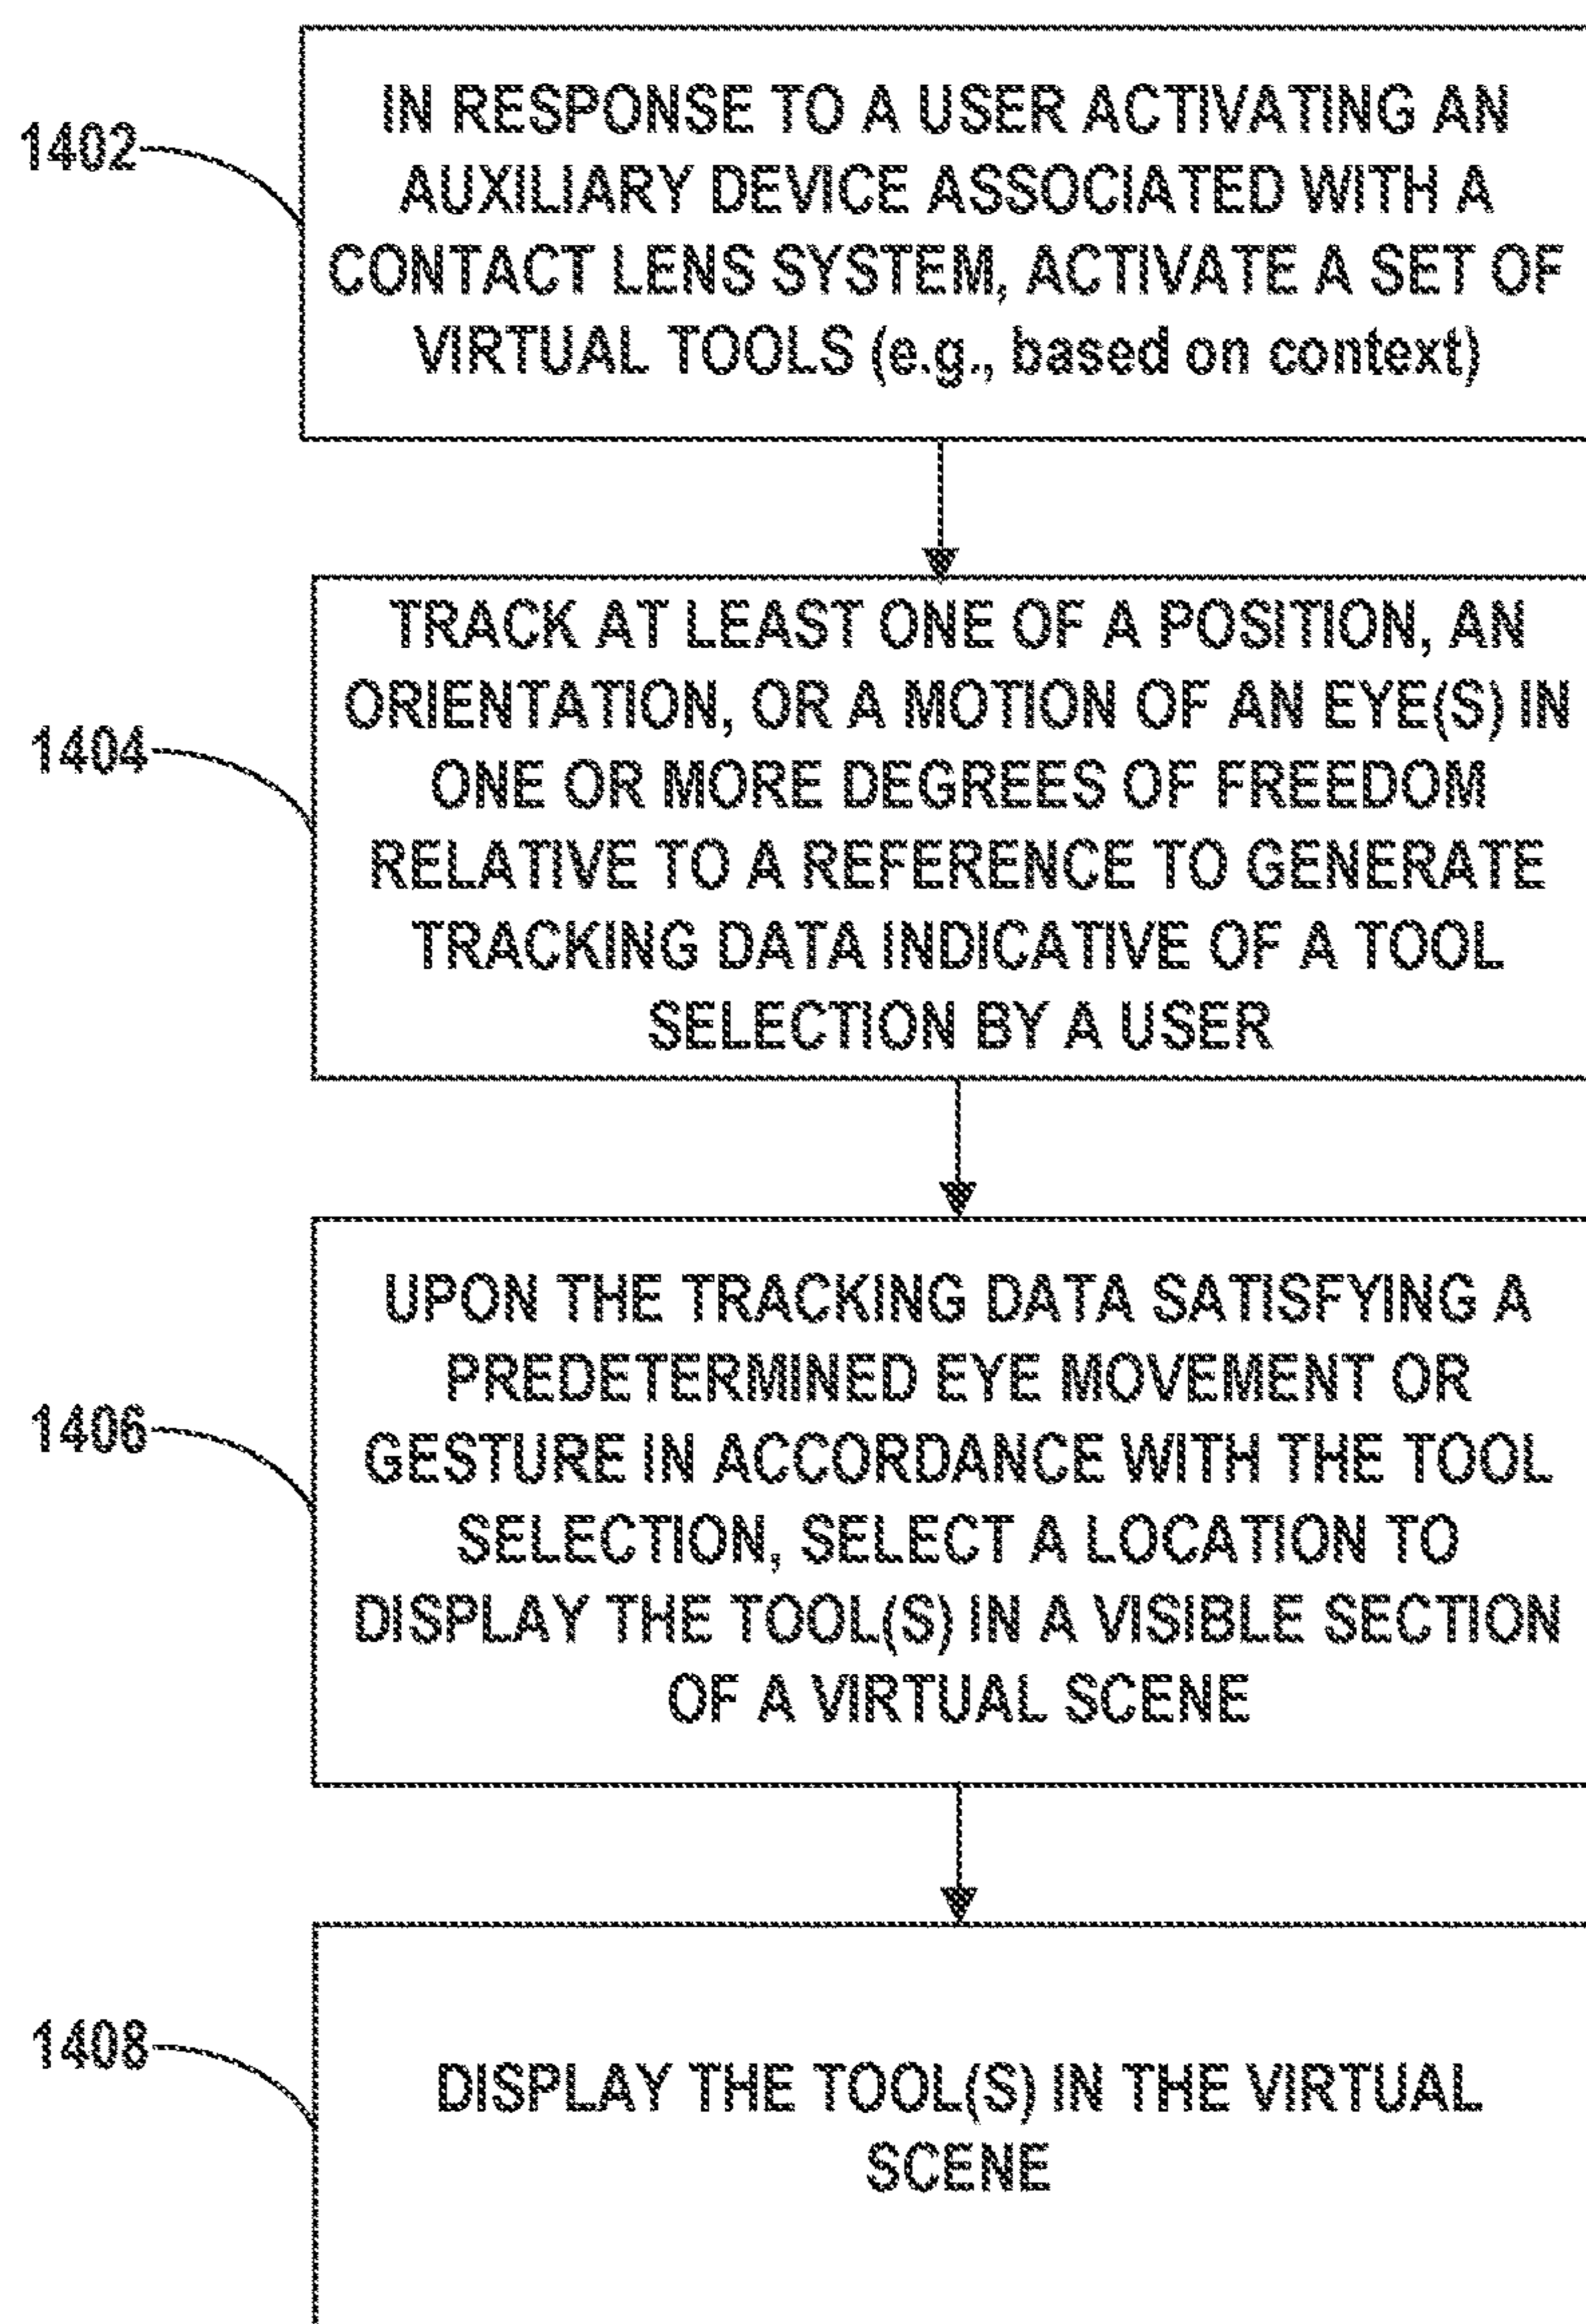 1402
IN RESPONSE TO A USER ACTIVATING AN
AUXILIARY DEVICE ASSOCIATED WITH A
CONTACT LENS SYSTEM, ACTIVATE A SET OF
VIRTUAL TOOLS (e.g., based on context)
1404
TRACK AT LEAST ONE OF A POSITION, AN
ORIENTATION, OR A MOTION OF AN EYE(S) IN
ONE OR MORE DEGREES OF FREEDOM
RELATIVE TO A REFERENCE TO GENERATE
TRACKING DATA INDICATIVE OF A TOOL
SELECTION BY A USER
1406
UPON THE TRACKING DATA SATISFYING A
PREDETERMINED EYE MOVEMENT OR
GESTURE IN ACCORDANCE WITH THE TOOL
SELECTION, SELECT A LOCATION TO
DISPLAY THE TOOL(S) IN A VISIBLE SECTION
OF A VIRTUAL SCENE
1408
DISPLAY THE TOOL(S) IN THE VIRTUAL
SCENE